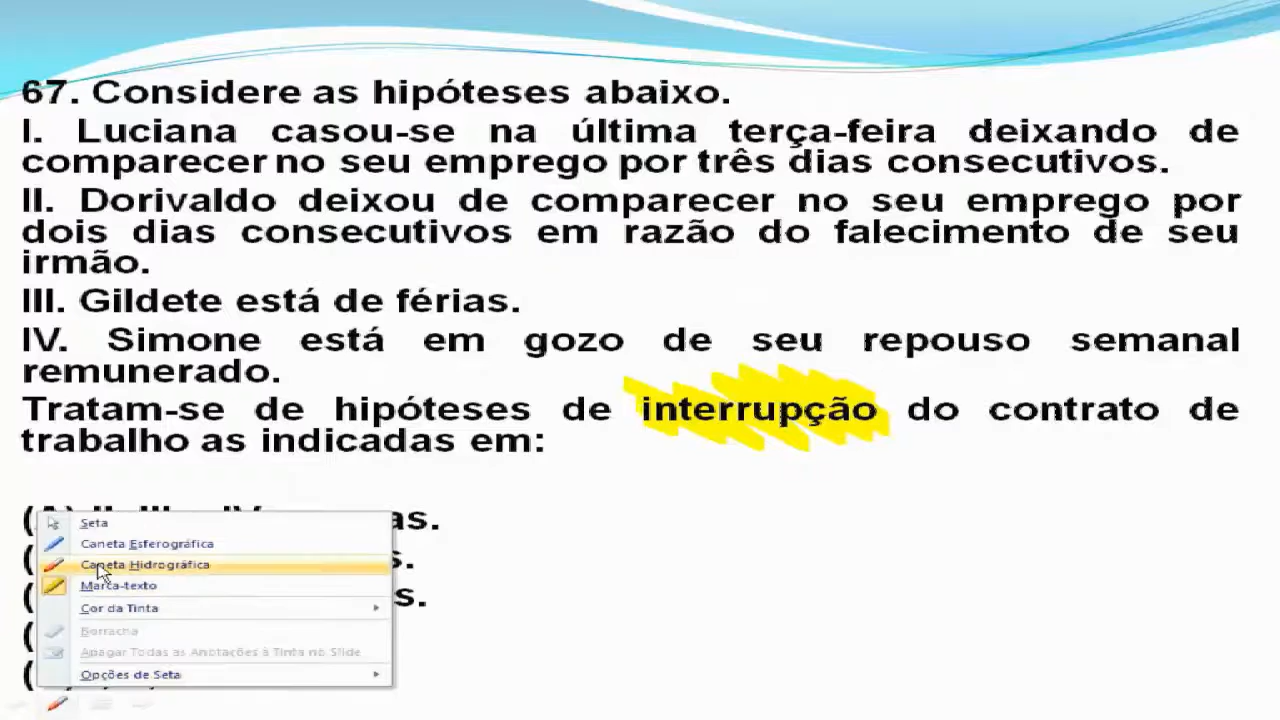 67. Considere as hipóteses abaixo.
I. Luciana casou-se na última terça-feira deixando de
comparecer no seu emprego por três dias consecutivos.
II. Dorivaldo deixou de comparecer no seu emprego por
dois dias consecutivos em razão do falecimento de seu
irmão.
III. Gildete está de férias.
IV. Simone está em gozo de seu repouso semanal
remunerado.
Tratam-se de hipóteses de interrupção do contrato de
trabalho as indicadas em:
Seta
Caneta Esferográfica
Caneta Hidrográfica
Marca-texto
Cor da Tinta
Borracha
Apagar Todas as Anotações à Tinta no Slide
Opções de Seta